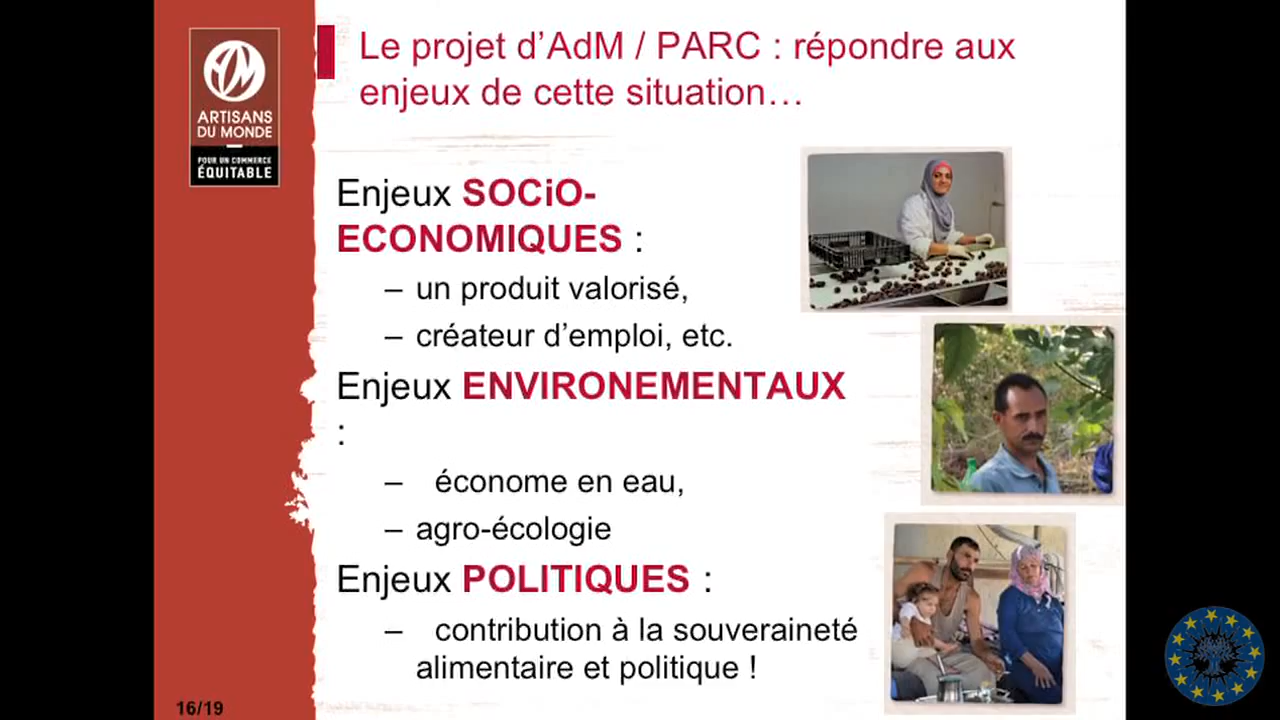 Le projet d’AdM / PARC : répondre aux
enjeux de cette situation…
ARTISANS
DU MONDE
POUR UN COMMERCE
ÉQUITABLE
Enjeux SOCiO-
ECONOMIQUES :
– un produit valorisé,
– créateur d’emploi, etc.
Enjeux ENVIRONEMENTAUX
:
– économe en eau,
– agro-écologie
Enjeux POLITIQUES :
– contribution à la souveraineté
alimentaire et politique !
16/19